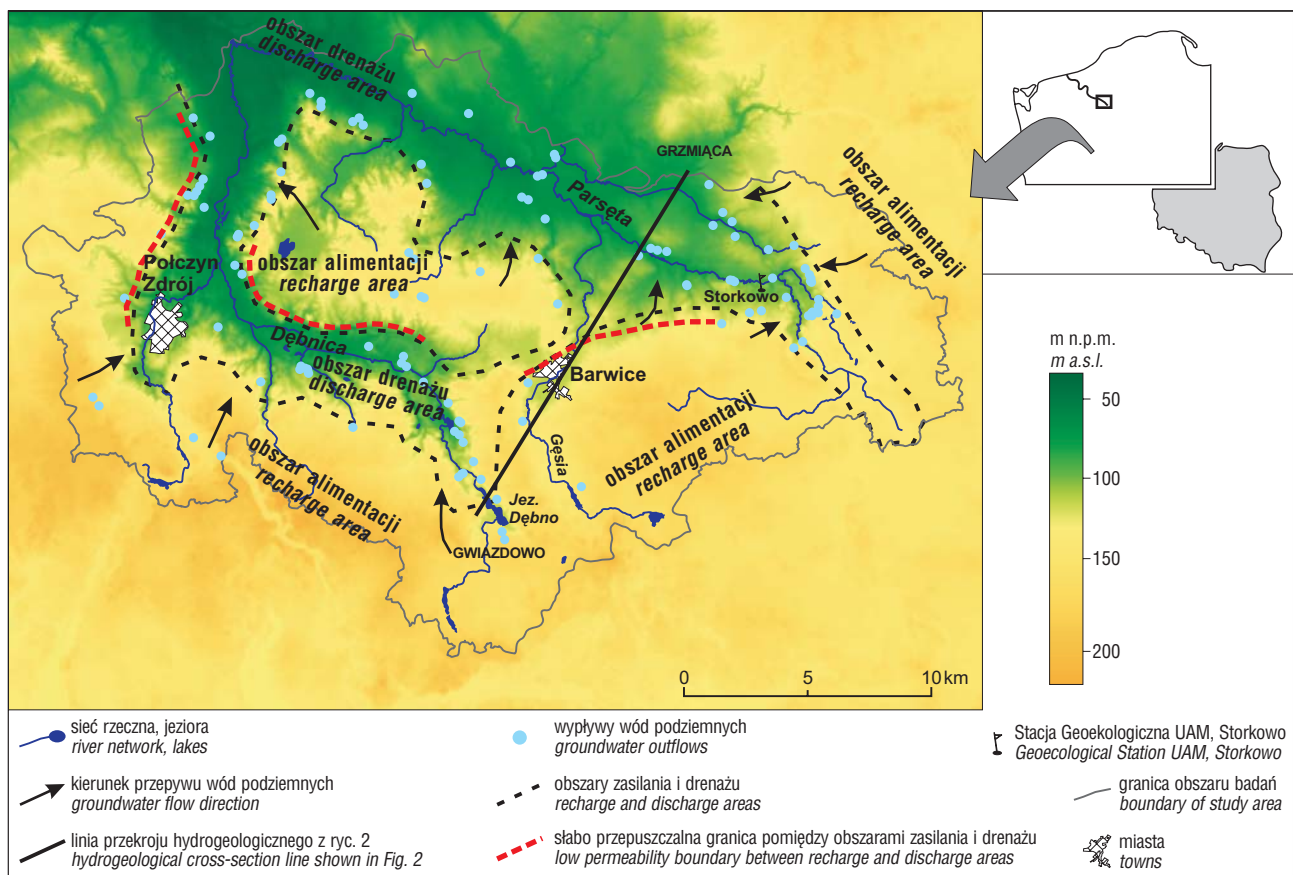 obszar drenażu
discharge area
GRZMIĄCA
obszar alimentacji
recharge area
Parsęta
Połczyn
Zdrój
obszar alimentacji
recharge area
Storkowo
Dębnica
obszar drenażu
discharge area
Barwice
obszar alimentacji
recharge area
Gęsia
obszar alimentacji
recharge area
Jez.
Dębno
GWIAZDOWO
0 5 10 km
m n.p.m.
m a.s.l.
50
100
150
200
sieć rzeczna, jeziora
river network, lakes
kierunek przepywu wód podziemnych
groundwater flow direction
linia przekroju hydrogeologicznego z ryc. 2
hydrogeological cross-section line shown in Fig. 2
wypływy wód podziemnych
groundwater outflows
obszary zasilania i drenażu
recharge and discharge areas
słabo przepuszczalna granica pomiędzy obszarami zasilania i drenażu
low permeability boundary between recharge and discharge areas
Stacja Geoekologiczna UAM, Storkowo
Geoecological Station UAM, Storkowo
granica obszaru badań
boundary of study area
miasta
towns